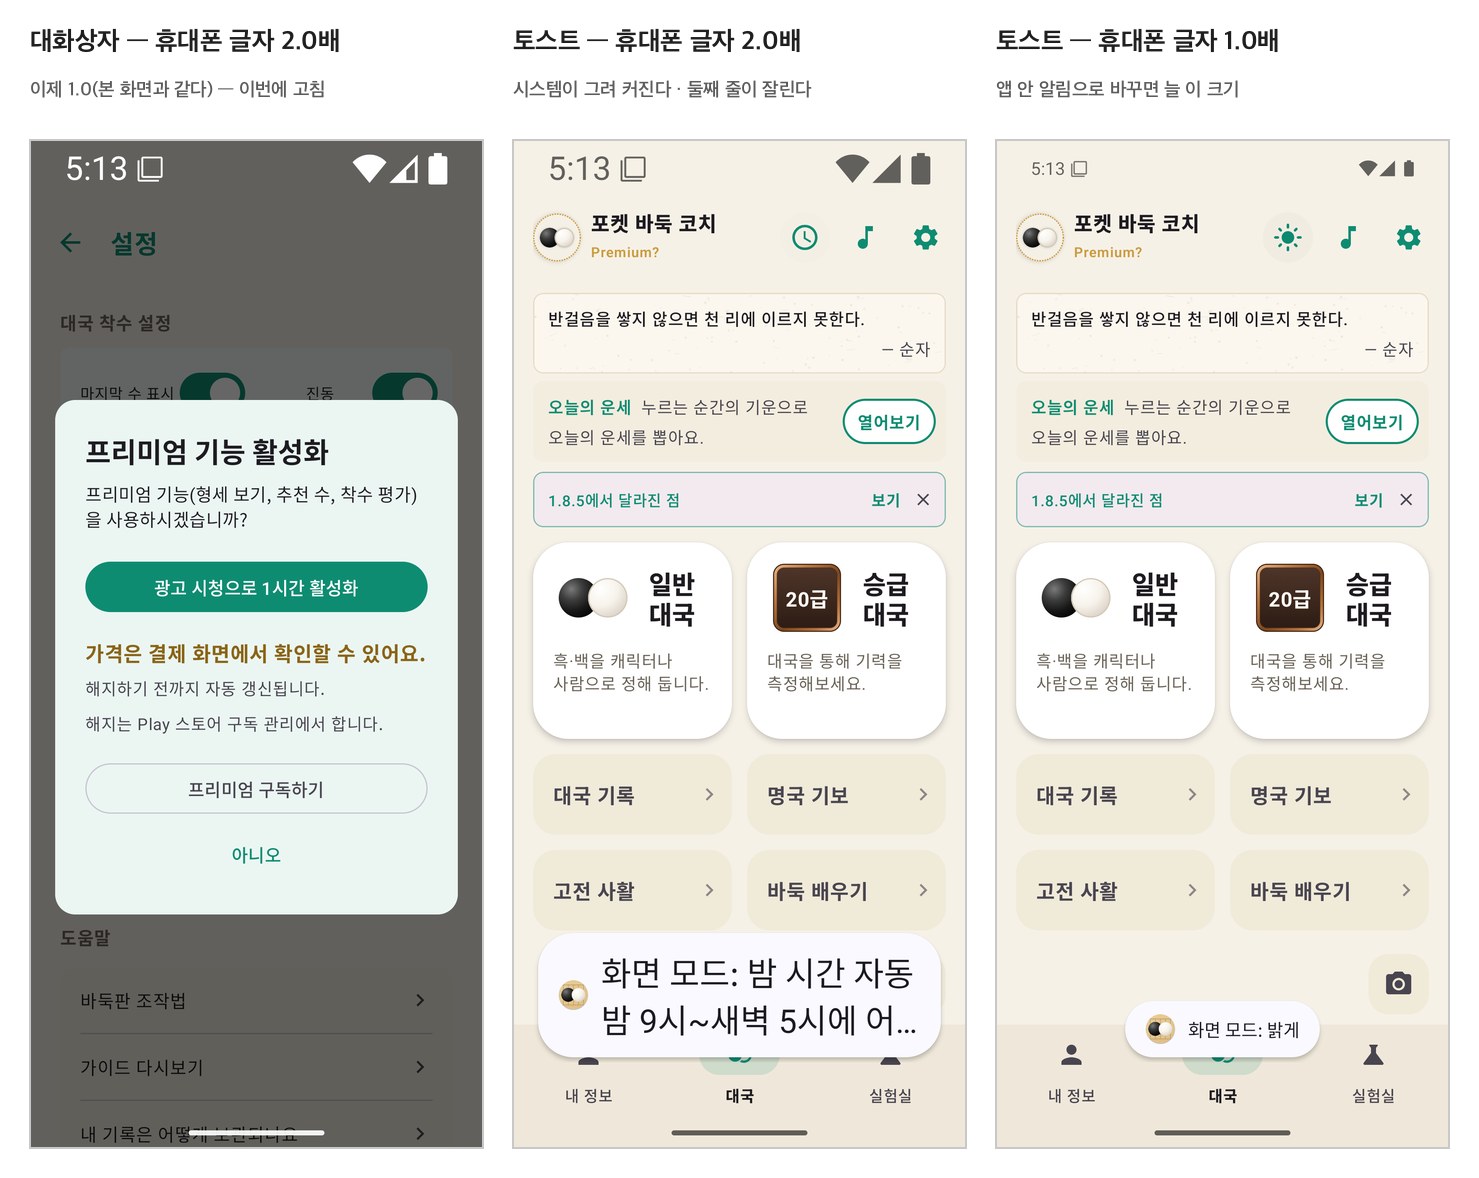 대화상자 — 휴대폰 글자 2.0배
이제 1.0(본 화면과 같다) — 이번에 고침
5:13
설정
대국 착수 설정
마지막 수 표시
진동
프리미엄 기능 활성화
프리미엄 기능(형세 보기, 추천 수, 착수 평가)
을 사용하시겠습니까?
광고 시청으로 1시간 활성화
가격은 결제 화면에서 확인할 수 있어요.
해지하기 전까지 자동 갱신됩니다.
해지는 Play 스토어 구독 관리에서 합니다.
프리미엄 구독하기
아니오
도움말
바둑판 조작법
가이드 다시보기
내 기록은 어떻게 보관되나요
토스트 — 휴대폰 글자 2.0배
시스템이 그려 커진다 · 둘째 줄이 잘린다
5:13
포켓 바둑 코치
Premium?
반걸음을 쌓지 않으면 천 리에 이르지 못한다.
— 순자
오늘의 운세 누르는 순간의 기운으로
오늘의 운세를 뽑아요.
열어보기
1.8.5에서 달라진 점
보기
일반
대국
흑·백을 캐릭터나
사람으로 정해 둡니다.
20급
승급
대국
대국을 통해 기력을
측정해보세요.
대국 기록
명국 기보
고전 사활
바둑 배우기
화면 모드: 밤 시간 자동
밤 9시~새벽 5시에 어...
내 정보
대국
실험실
토스트 — 휴대폰 글자 1.0배
앱 안 알림으로 바꾸면 늘 이 크기
5:13
포켓 바둑 코치
Premium?
반걸음을 쌓지 않으면 천 리에 이르지 못한다.
— 순자
오늘의 운세 누르는 순간의 기운으로
오늘의 운세를 뽑아요.
열어보기
1.8.5에서 달라진 점
보기
일반
대국
흑·백을 캐릭터나
사람으로 정해 둡니다.
20급
승급
대국
대국을 통해 기력을
측정해보세요.
대국 기록
명국 기보
고전 사활
바둑 배우기
화면 모드: 밝게
내 정보
대국
실험실